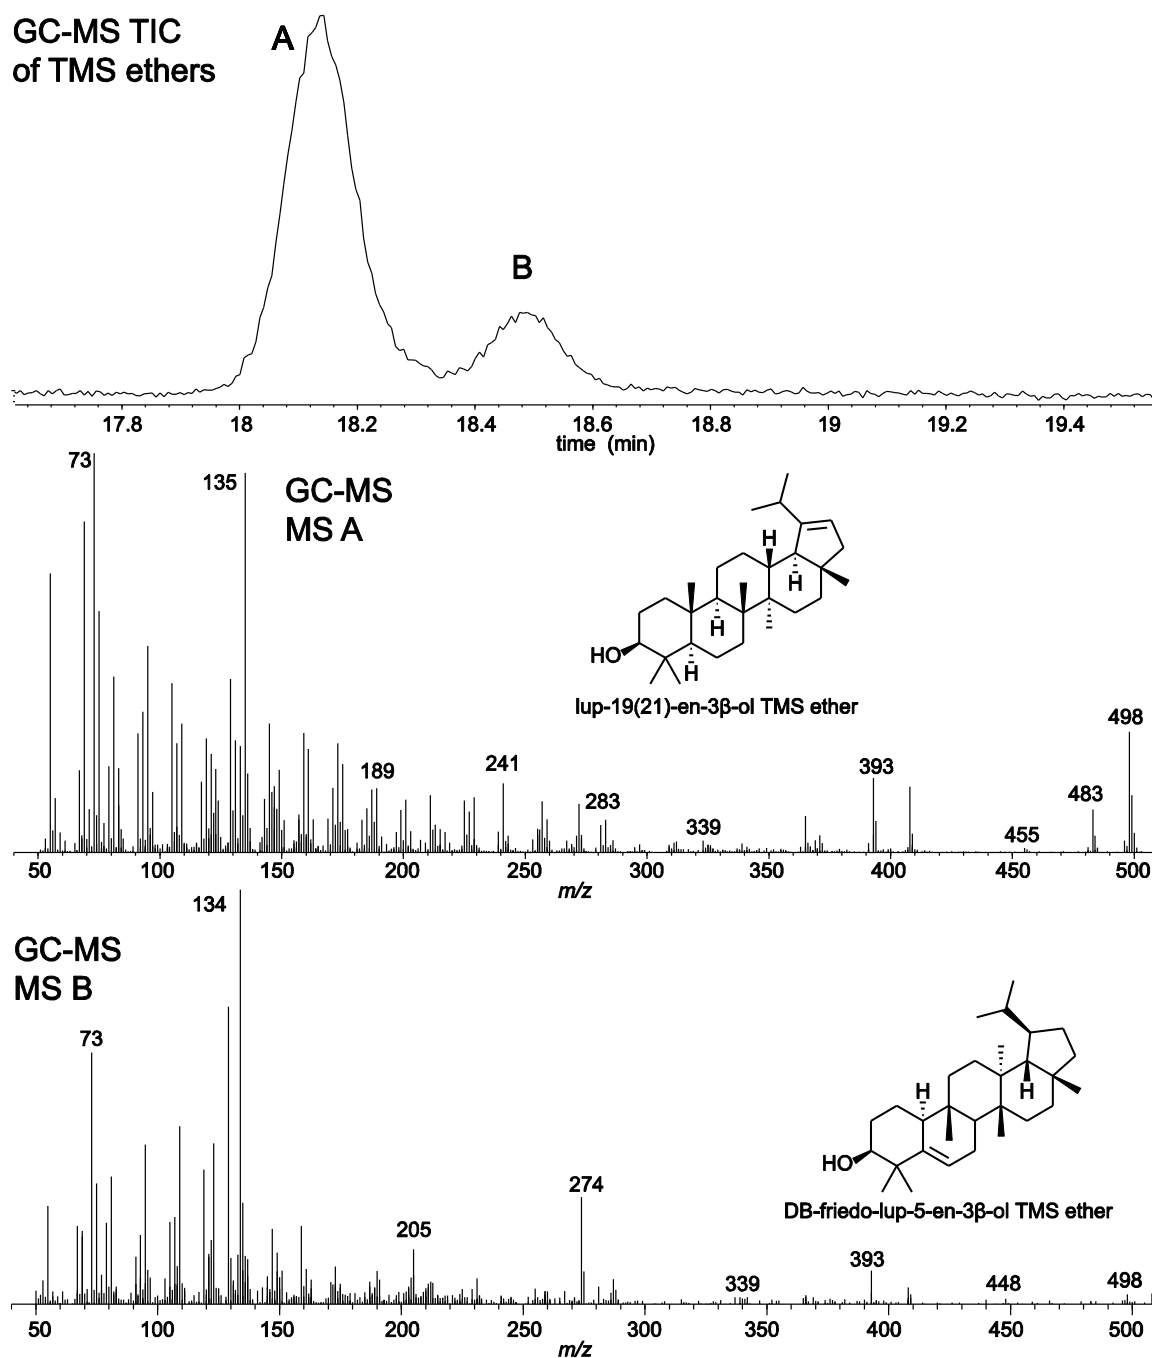 GC-MS TIC
of TMS ethers
A
B
17.8 18 18.2 18.4 18.6 18.8 19 19.2 19.4
time (min)
GC-MS
MS A
73
135
189
241
283
339
393
455
483
498
H
H
H
H
HO
lup-19(21)-en-3β-ol TMS ether
50 100 150 200 250 300 350 400 450 500
m/z
GC-MS
MS B
73
134
205
274
339
393
448
498
H
H
HO
DB-friedo-lup-5-en-3β-ol TMS ether
50 100 150 200 250 300 350 400 450 500
m/z